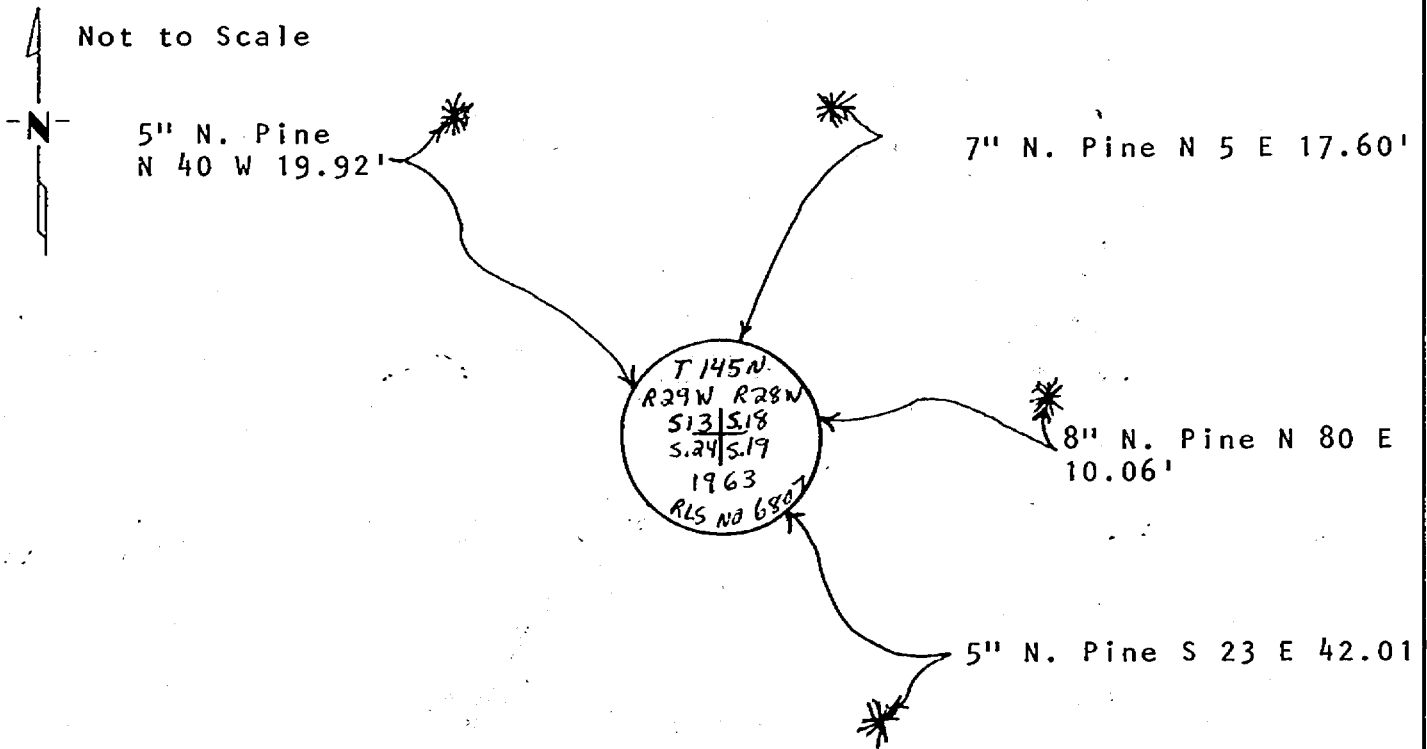 Not to Scale
N
5" N. Pine
N 40 W 19.92'
7" N. Pine N 5 E 17.60'
T 145N.
R29W R28W
S13 S.18
S.24 S.19
1963
RLS No 6807
8" N. Pine N 80 E
10.06'
5" N. Pine S 23 E 42.01